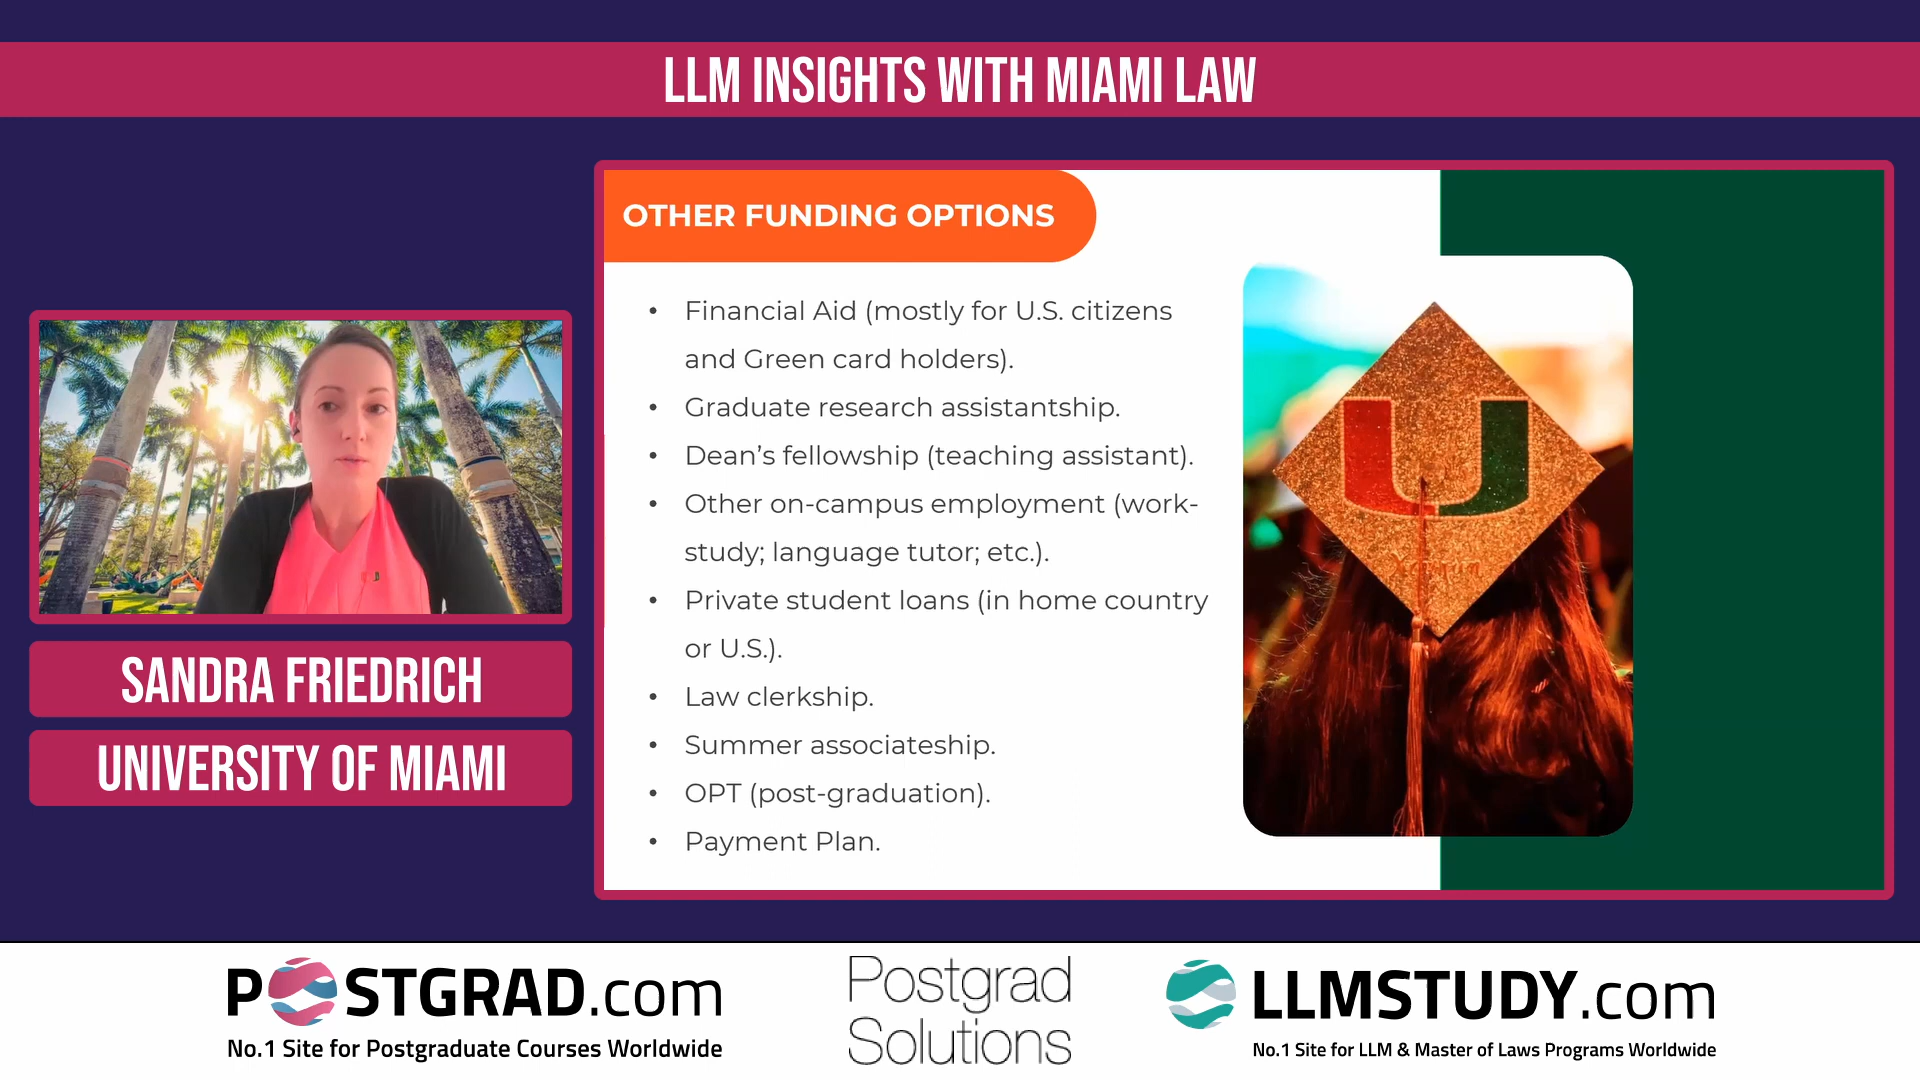 LLM INSIGHTS WITH MIAMI LAW
OTHER FUNDING OPTIONS
• Financial Aid (mostly for U.S. citizens
and Green card holders).
• Graduate research assistantship.
• Dean’s fellowship (teaching assistant).
• Other on-campus employment (work-
study; language tutor; etc.).
• Private student loans (in home country
or U.S.).
• Law clerkship.
• Summer associateship.
• OPT (post-graduation).
• Payment Plan.
SANDRA FRIEDRICH
UNIVERSITY OF MIAMI
POSTGRAD.com
No.1 Site for Postgraduate Courses Worldwide
Postgrad
Solutions
LLMSTUDY.com
No.1 Site for LLM & Master of Laws Programs Worldwide